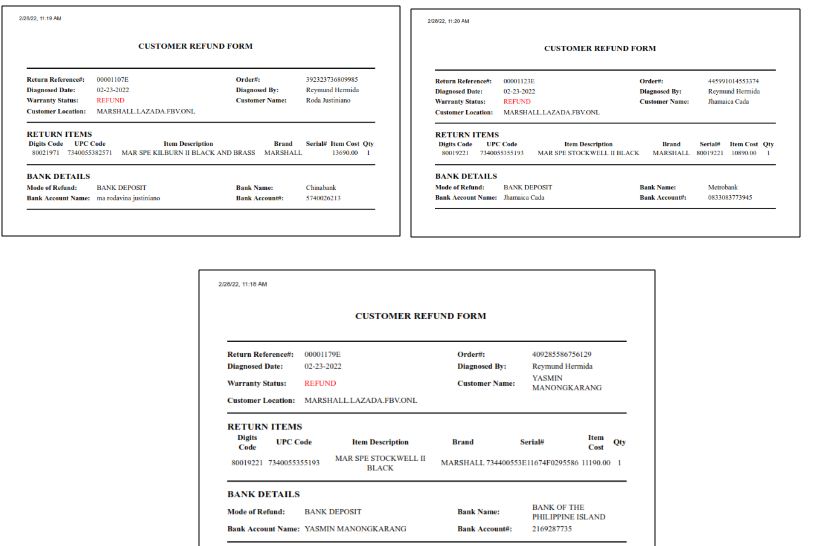 2/28/22, 11:19 AM
CUSTOMER REFUND FORM
Return Reference#: 00001107E Order#: 392323736809985
Diagnosed Date: 02-23-2022 Diagnosed By: Reymund Hermida
Warranty Status: REFUND Customer Name: Roda Justiniano
Customer Location: MARSHALL.LAZADA.FBV.ONL
RETURN ITEMS
Digits Code UPC Code Item Description Brand Serial# Item Cost Qty
80021971 7340055382571 MAR SPE KILBURN II BLACK AND BRASS MARSHALL 13690.00 1
BANK DETAILS
Mode of Refund: BANK DEPOSIT Bank Name: Chinabank
Bank Account Name: ma rodavina justiniano Bank Account#: 5740026213
2/28/22, 11:20 AM
CUSTOMER REFUND FORM
Return Reference#: 00001123E Order#: 445991014553374
Diagnosed Date: 02-23-2022 Diagnosed By: Reymund Hermida
Warranty Status: REFUND Customer Name: Jhamaica Cada
Customer Location: MARSHALL.LAZADA.FBV.ONL
RETURN ITEMS
Digits Code UPC Code Item Description Brand Serial# Item Cost Qty
80019221 7340055355193 MAR SPE STOCKWELL II BLACK MARSHALL 80019221 10890.00 1
BANK DETAILS
Mode of Refund: BANK DEPOSIT Bank Name: Metrobank
Bank Account Name: Jhamaica Cada Bank Account#: 0833083773945
2/28/22, 11:18 AM
CUSTOMER REFUND FORM
Return Reference#: 00001179E Order#: 409285586756129
Diagnosed Date: 02-23-2022 Diagnosed By: Reymund Hermida
Warranty Status: REFUND Customer Name: YASMIN
MANONGKARANG
Customer Location: MARSHALL.LAZADA.FBV.ONL
RETURN ITEMS
Digits
Code UPC Code Item Description Brand Serial# Item
Cost Qty
80019221 7340055355193 MAR SPE STOCKWELL II
BLACK MARSHALL 734400553E11674F0295586 11190.00 1
BANK DETAILS
Mode of Refund: BANK DEPOSIT Bank Name: BANK OF THE
PHILIPPINE ISLAND
Bank Account Name: YASMIN MANONGKARANG Bank Account#: 2169287735